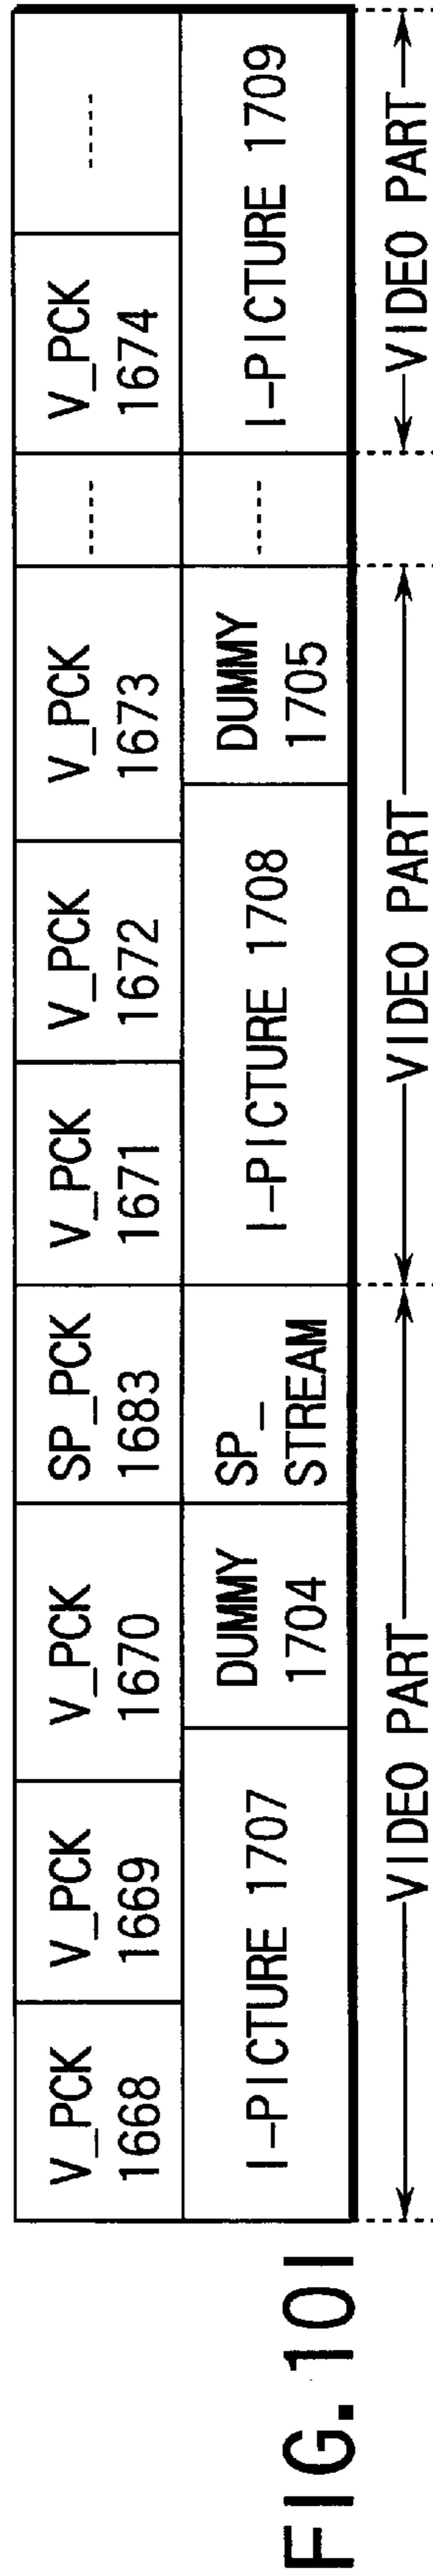 V_PCK
1668
V_PCK
1669
V_PCK
1670
SP_PCK
1683
V_PCK
1671
V_PCK
1672
V_PCK
1673
-----
V_PCK
1674
-----
I-PICTURE 1707
DUMMY
1704
SP_
STREAM
I-PICTURE 1708
DUMMY
1705
-----
I-PICTURE 1709
VIDEO PART
VIDEO PART
VIDEO PART
FIG. 10I